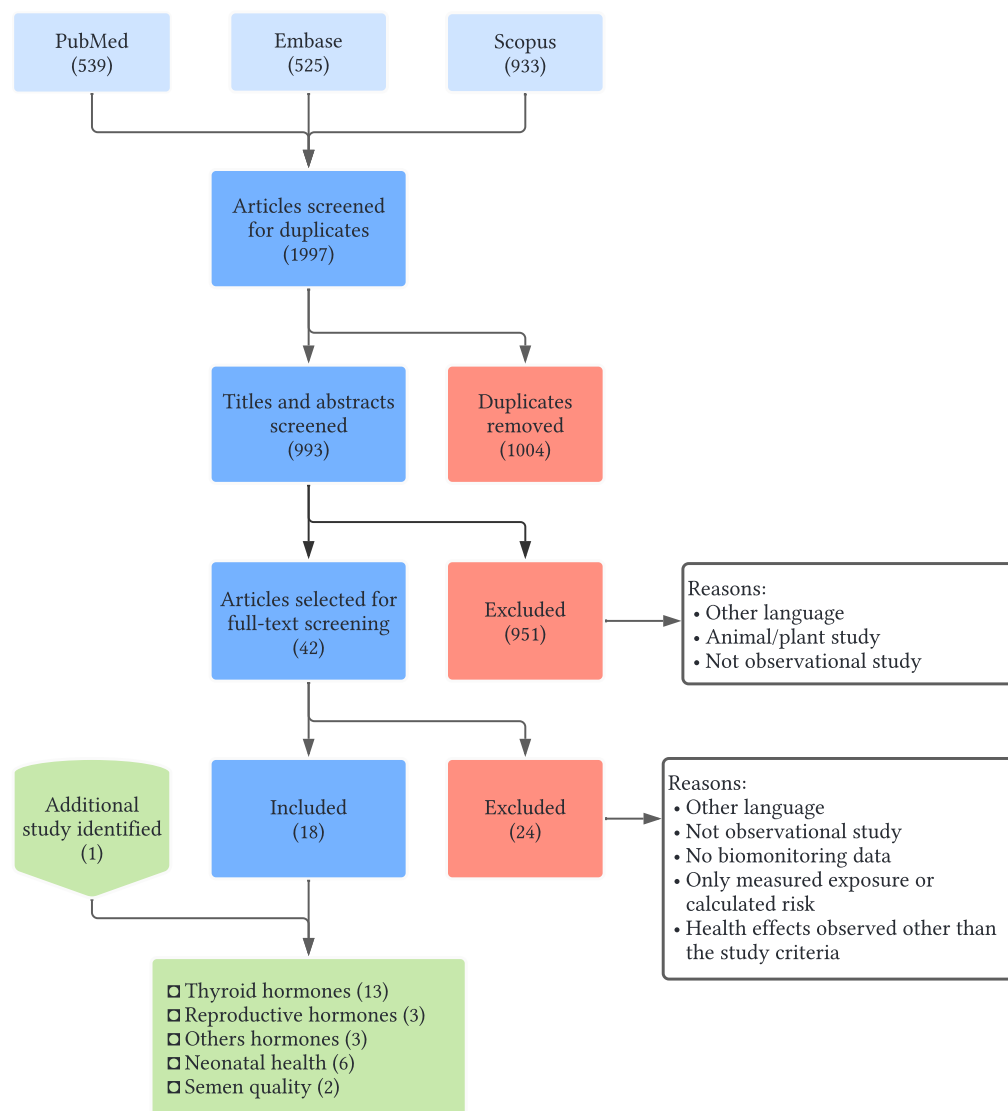 PubMed
(539)
Embase
(525)
Scopus
(933)
Articles screened
for duplicates
(1997)
Titles and abstracts
screened
(993)
Duplicates
removed
(1004)
Articles selected for
full-text screening
(42)
Excluded
(951)
Reasons:
• Other language
• Animal/plant study
• Not observational study
Additional
study identified
(1)
Included
(18)
Excluded
(24)
Reasons:
• Other language
• Not observational study
• No biomonitoring data
• Only measured exposure or
calculated risk
• Health effects observed other than
the study criteria
◘ Thyroid hormones (13)
◘ Reproductive hormones (3)
◘ Others hormones (3)
◘ Neonatal health (6)
◘ Semen quality (2)